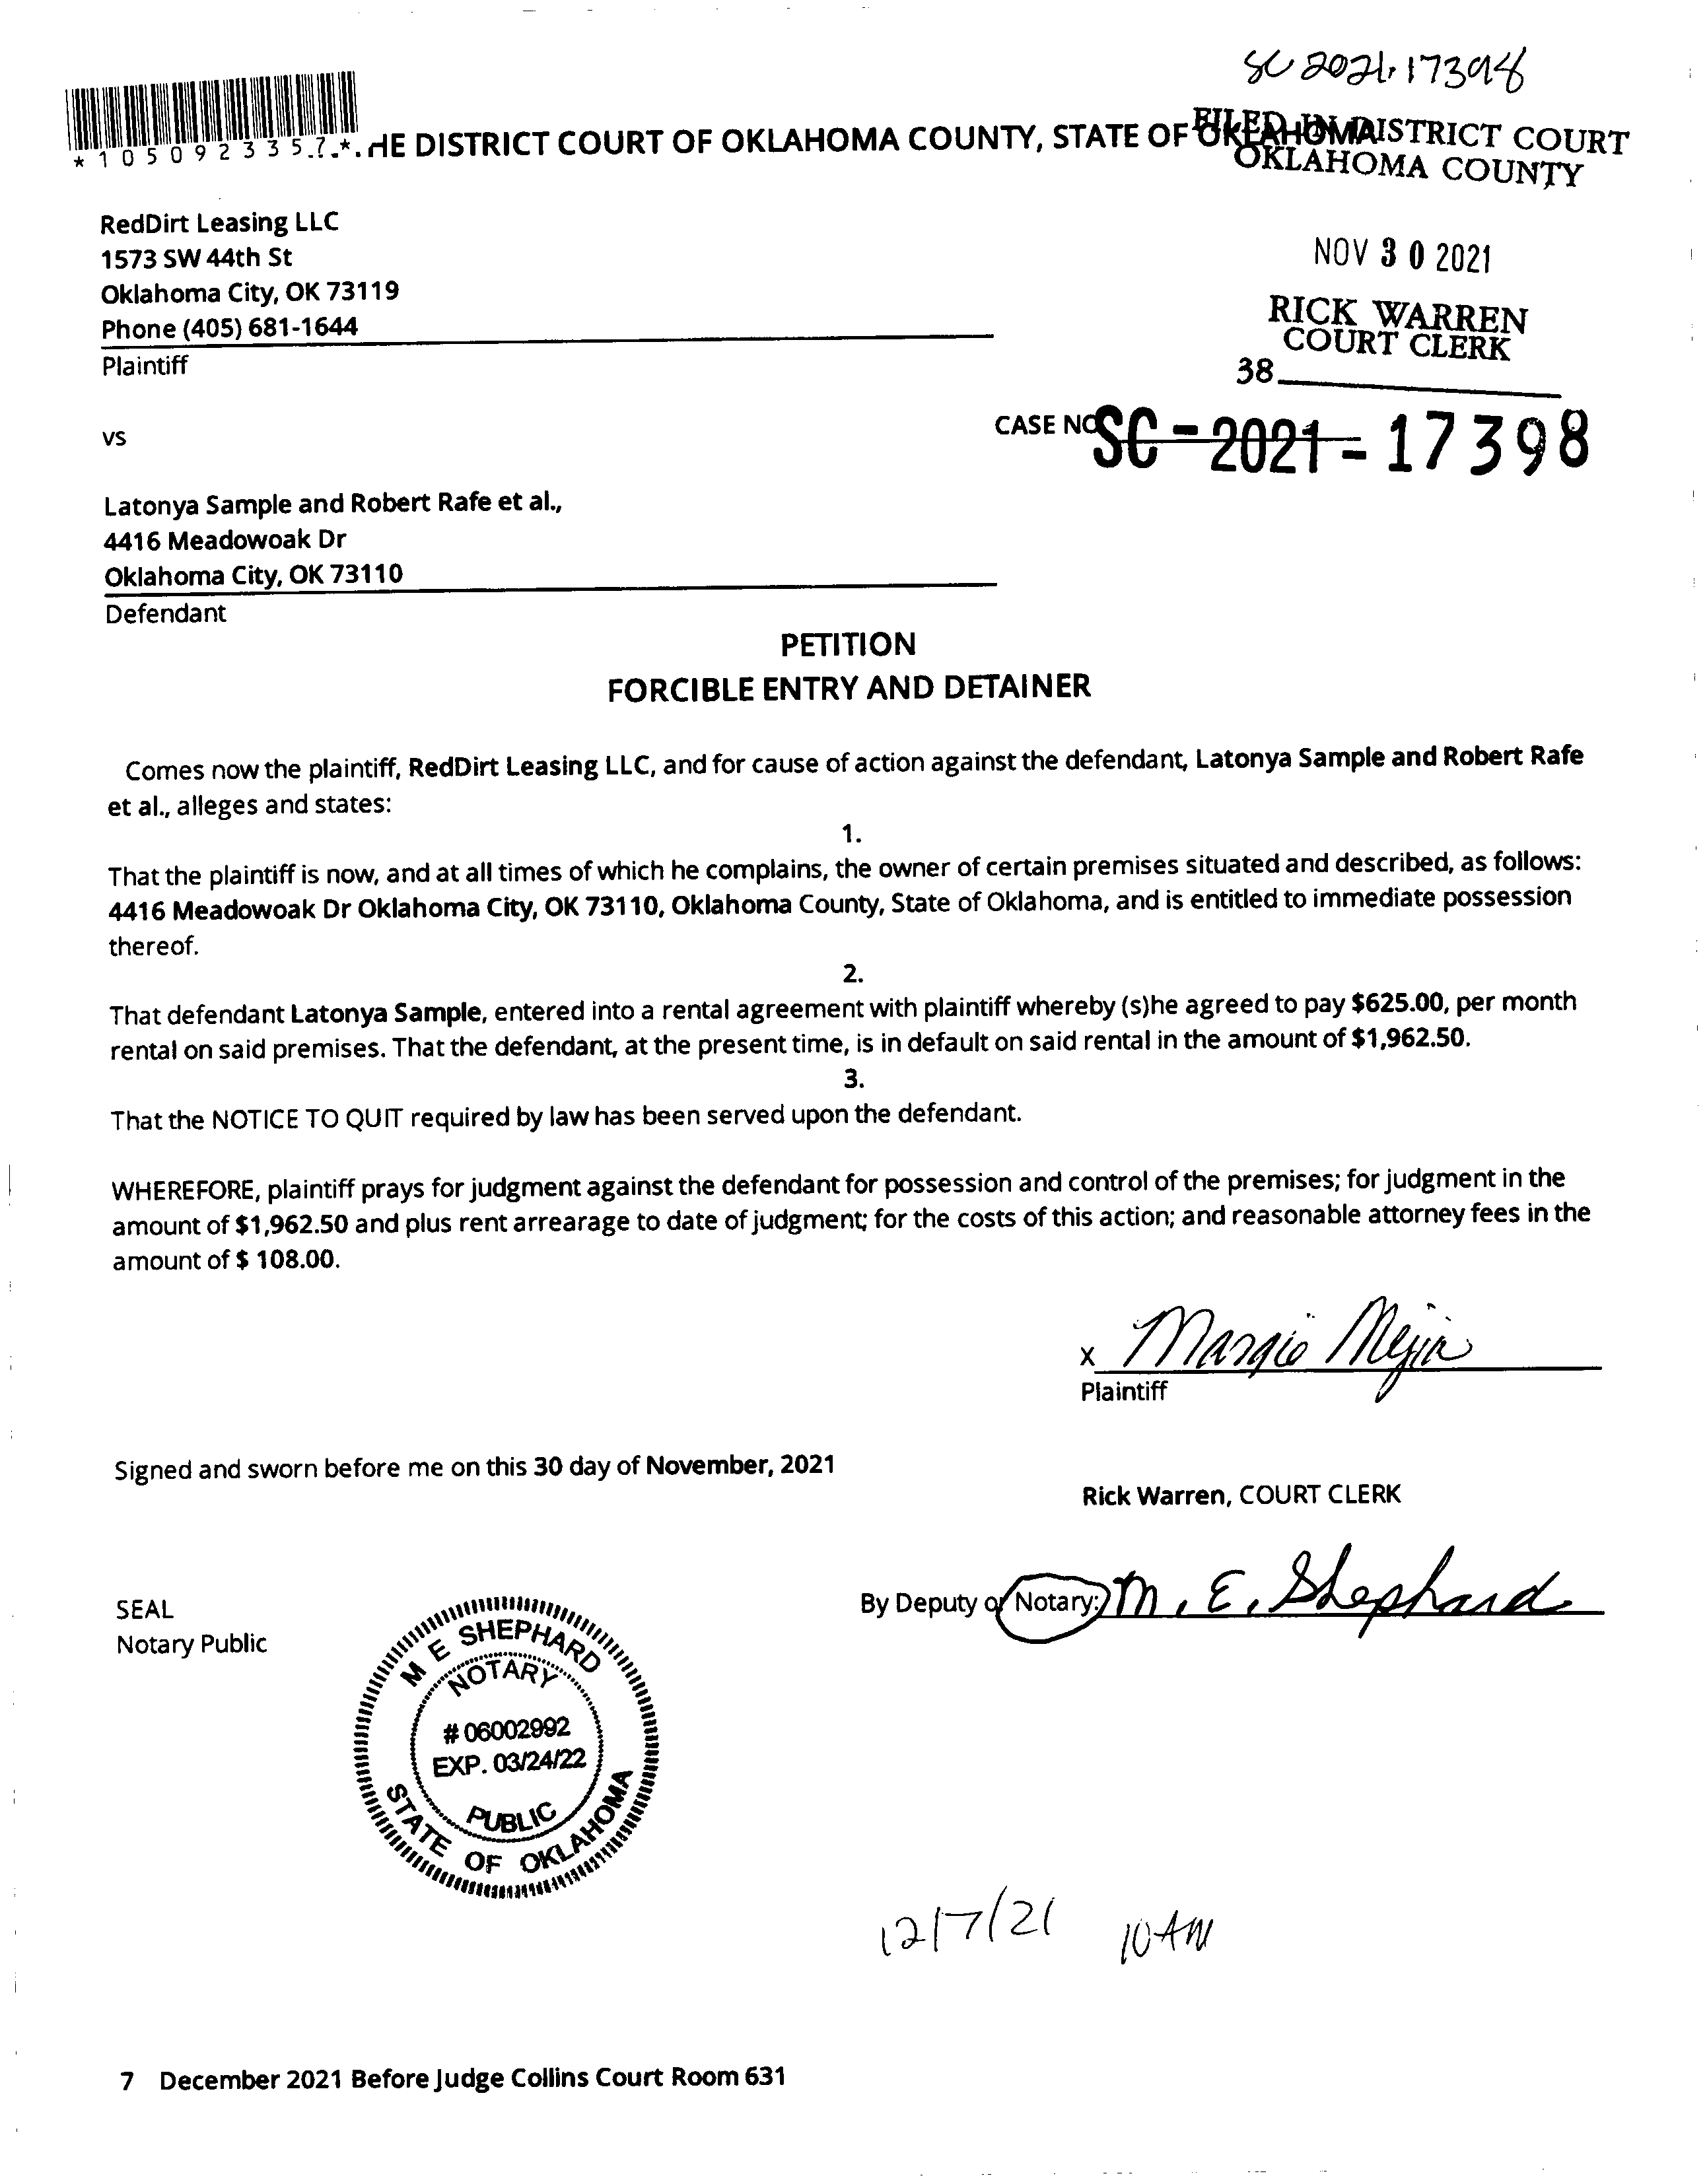 SC 2021-17398
*1050923357*
HE DISTRICT COURT OF OKLAHOMA COUNTY, STATE OF OKLAHOMA
FILED IN DISTRICT COURT
OKLAHOMA COUNTY
RedDirt Leasing LLC
1573 SW 44th St
Oklahoma City, OK 73119
Phone (405) 681-1644
Plaintiff
NOV 30 2021
RICK WARREN
COURT CLERK
38
vs
CASE NO SC-2021-17398
Latonya Sample and Robert Rafe et al.,
4416 Meadowoak Dr
Oklahoma City, OK 73110
Defendant
PETITION
FORCIBLE ENTRY AND DETAINER
Comes now the plaintiff, RedDirt Leasing LLC, and for cause of action against the defendant, Latonya Sample and Robert Rafe
et al., alleges and states:
1.
That the plaintiff is now, and at all times of which he complains, the owner of certain premises situated and described, as follows:
4416 Meadowoak Dr Oklahoma City, OK 73110, Oklahoma County, State of Oklahoma, and is entitled to immediate possession
thereof.
2.
That defendant Latonya Sample, entered into a rental agreement with plaintiff whereby (s)he agreed to pay $625.00, per month
rental on said premises. That the defendant, at the present time, is in default on said rental in the amount of $1,962.50.
3.
That the NOTICE TO QUIT required by law has been served upon the defendant.
WHEREFORE, plaintiff prays for judgment against the defendant for possession and control of the premises; for judgment in the
amount of $1,962.50 and plus rent arrearage to date of judgment; for the costs of this action; and reasonable attorney fees in the
amount of $ 108.00.
x Margie Mejia
Plaintiff
Signed and sworn before me on this 30 day of November, 2021
Rick Warren, COURT CLERK
SEAL
Notary Public
By Deputy or Notary: M. E. Shephard
M E SHEPHARD
NOTARY
# 06002992
EXP. 03/24/22
PUBLIC
STATE OF OKLAHOMA
12/7/21 10 AM
7 December 2021 Before Judge Collins Court Room 631